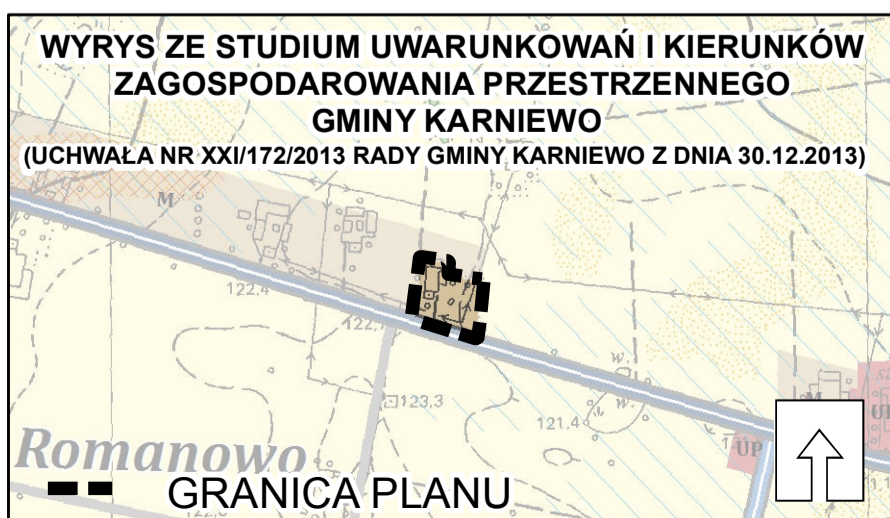 WYRYS ZE STUDIUM UWARUNKOWAŃ I KIERUNKÓW
ZAGOSPODAROWANIA PRZESTRZENNEGO
GMINY KARNIEWO
(UCHWAŁA NR XXI/172/2013 RADY GMINY KARNIEWO Z DNIA 30.12.2013)
M
122,4
122,
123,3
w.
w.
121.4
M
UP
Romanowo
GRANICA PLANU